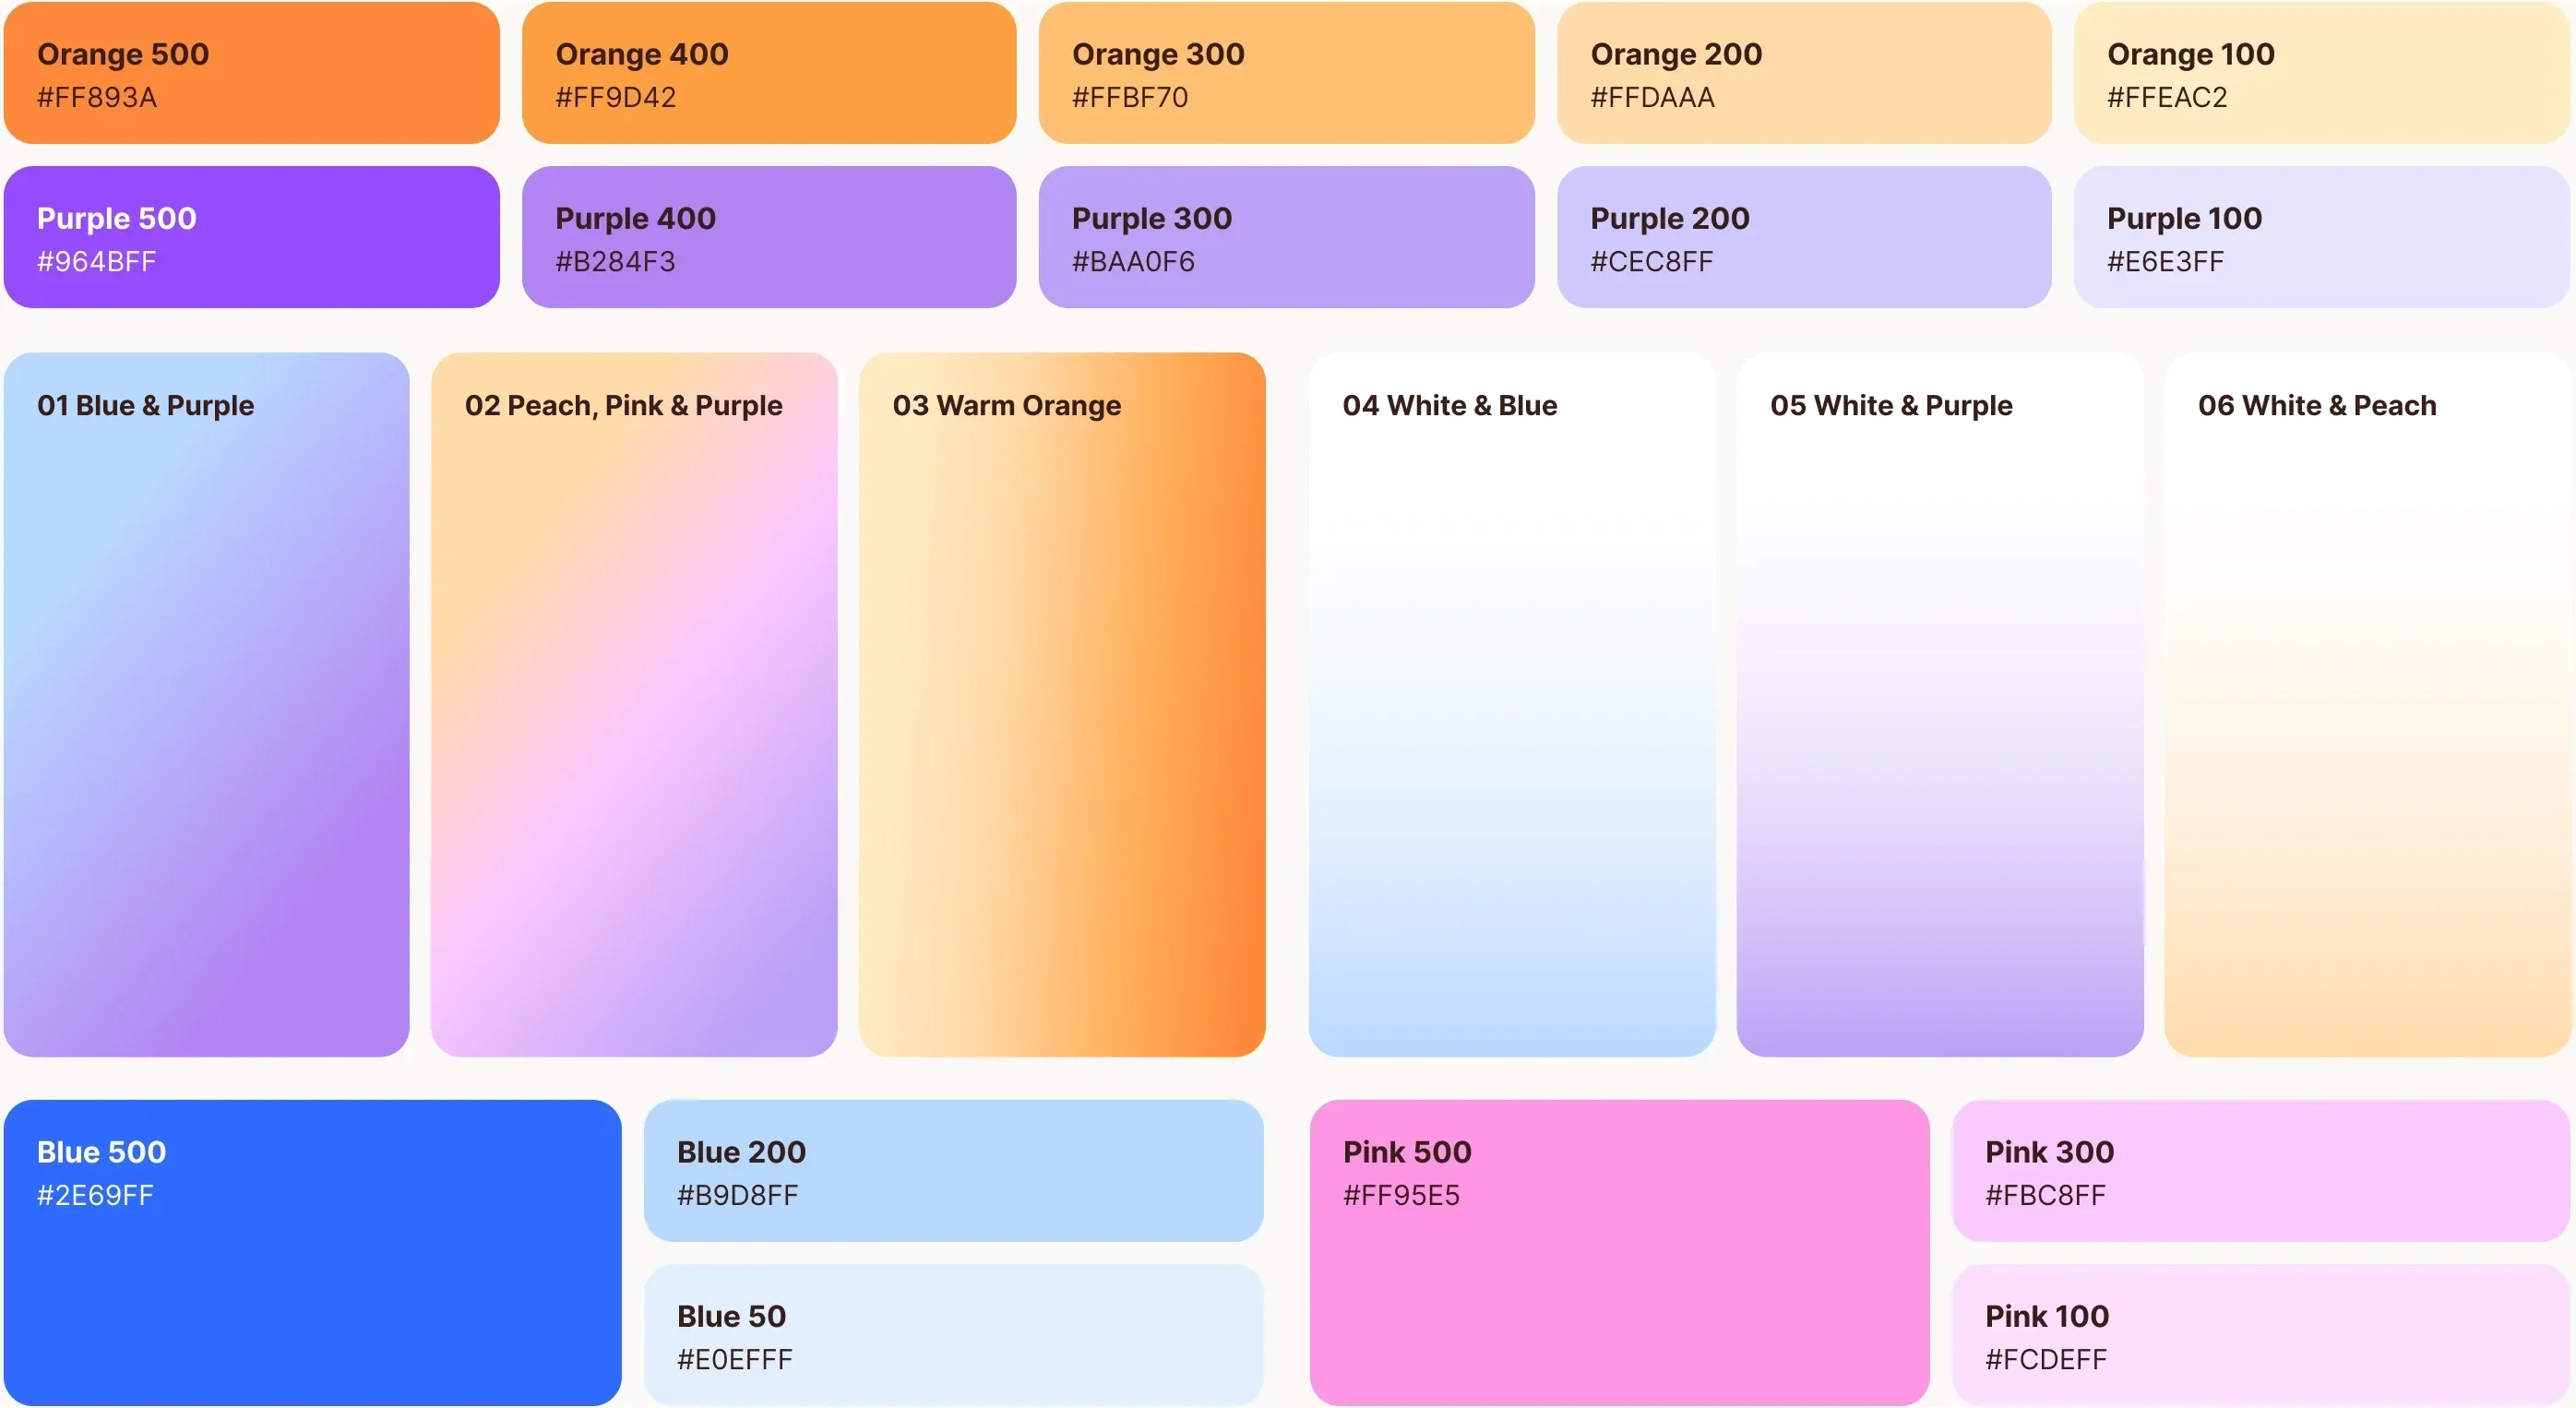 Orange 500
#FF893A
Orange 400
#FF9D42
Orange 300
#FFBF70
Orange 200
#FFDAAA
Orange 100
#FFEAC2
Purple 500
#964BFF
Purple 400
#B284F3
Purple 300
#BAA0F6
Purple 200
#CEC8FF
Purple 100
#E6E3FF
01 Blue & Purple
02 Peach, Pink & Purple
03 Warm Orange
04 White & Blue
05 White & Purple
06 White & Peach
Blue 500
#2E69FF
Blue 200
#B9D8FF
Blue 50
#E0EFFF
Pink 500
#FF95E5
Pink 300
#FBC8FF
Pink 100
#FCDEFF